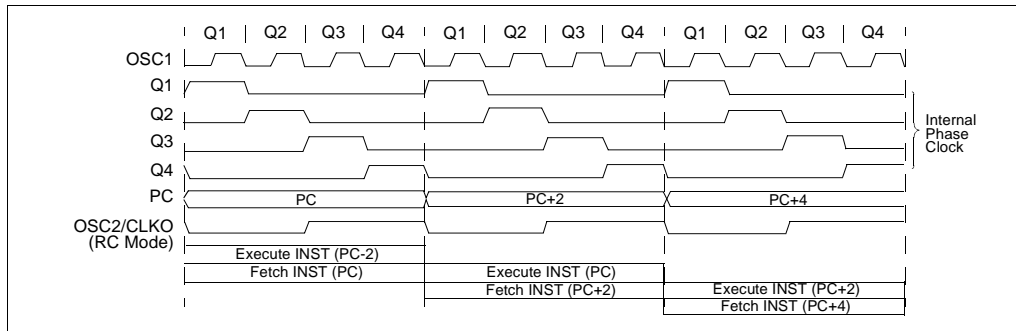 Q1 Q2 Q3 Q4 Q1 Q2 Q3 Q4 Q1 Q2 Q3 Q4
OSC1
Q1
Q2
Q3
Q4
Internal
Phase
Clock
PC
PC
PC+2
PC+4
OSC2/CLKO
(RC Mode)
Execute INST (PC-2)
Fetch INST (PC)
Execute INST (PC)
Fetch INST (PC+2)
Execute INST (PC+2)
Fetch INST (PC+4)